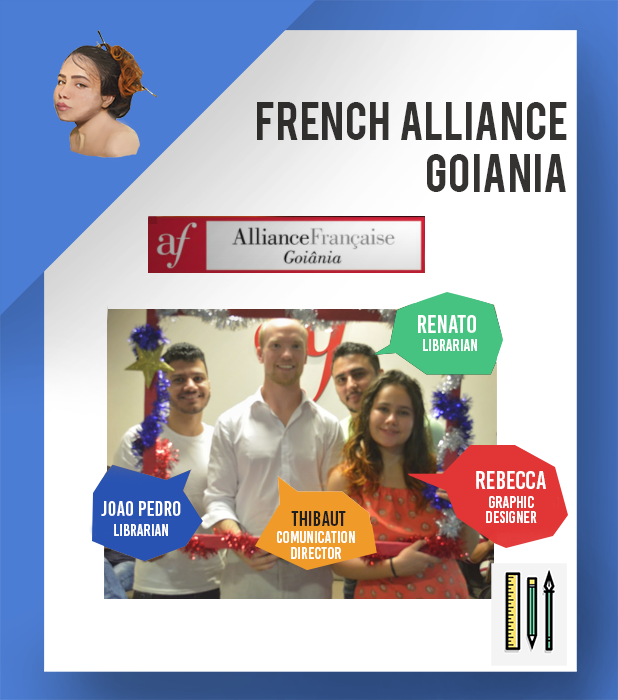 FRENCH ALLIANCE
GOIANIA
af
AllianceFrançaise
Goiânia
RENATO
LIBRARIAN
REBECCA
GRAPHIC
DESIGNER
JOAO PEDRO
LIBRARIAN
THIBAUT
COMUNICATION
DIRECTOR